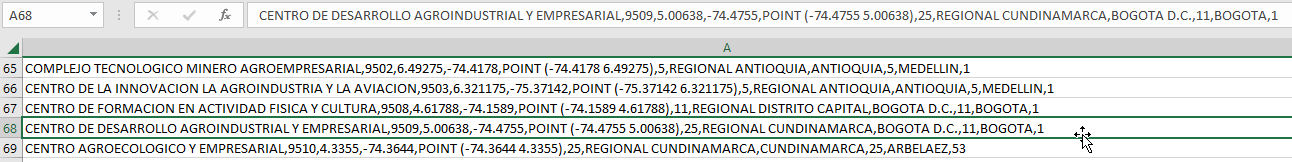 A68
fx
CENTRO DE DESARROLLO AGROINDUSTRIAL Y EMPRESARIAL,9509,5.00638,-74.4755,POINT (-74.4755 5.00638),25,REGIONAL CUNDINAMARCA,BOGOTA D.C.,11,BOGOTA,1
A
65 COMPLEJO TECNOLOGICO MINERO AGROEMPRESARIAL,9502,6.49275,-74.4178,POINT (-74.4178 6.49275),5,REGIONAL ANTIOQUIA,ANTIOQUIA,5,MEDELLIN,1
66 CENTRO DE LA INNOVACION LA AGROINDUSTRIA Y LA AVIACION,9503,6.321175,-75.37142,POINT (-75.37142 6.321175),5,REGIONAL ANTIOQUIA,ANTIOQUIA,5,MEDELLIN,1
67 CENTRO DE FORMACION EN ACTIVIDAD FISICA Y CULTURA,9508,4.61788,-74.1589,POINT (-74.1589 4.61788),11,REGIONAL DISTRITO CAPITAL,BOGOTA D.C.,11,BOGOTA,1
68 CENTRO DE DESARROLLO AGROINDUSTRIAL Y EMPRESARIAL,9509,5.00638,-74.4755,POINT (-74.4755 5.00638),25,REGIONAL CUNDINAMARCA,BOGOTA D.C.,11,BOGOTA,1
69 CENTRO AGROECOLOGICO Y EMPRESARIAL,9510,4.3355,-74.3644,POINT (-74.3644 4.3355),25,REGIONAL CUNDINAMARCA,CUNDINAMARCA,25,ARBELAEZ,53